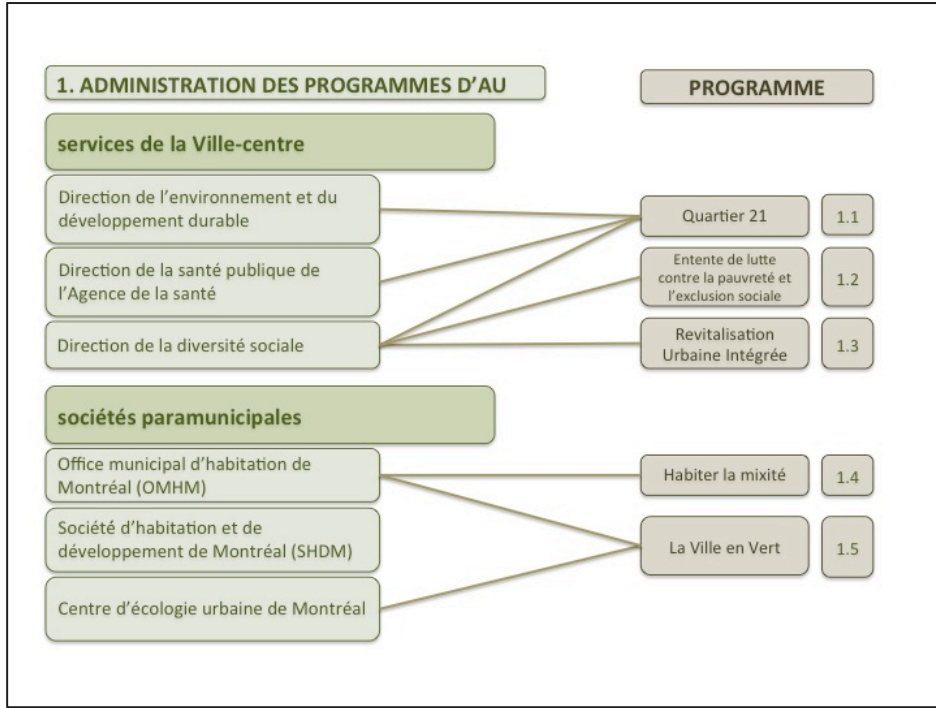 1. ADMINISTRATION DES PROGRAMMES D’AU
PROGRAMME
services de la Ville-centre
Direction de l’environnement et du
développement durable
Quartier 21
1.1
Direction de la santé publique de
l’Agence de la santé
Entente de lutte
contre la pauvreté et
l’exclusion sociale
1.2
Direction de la diversité sociale
Revitalisation
Urbaine Intégrée
1.3
sociétés paramunicipales
Office municipal d’habitation de
Montréal (OMHM)
Habiter la mixité
1.4
Société d’habitation et de
développement de Montréal (SHDM)
La Ville en Vert
1.5
Centre d’écologie urbaine de Montréal